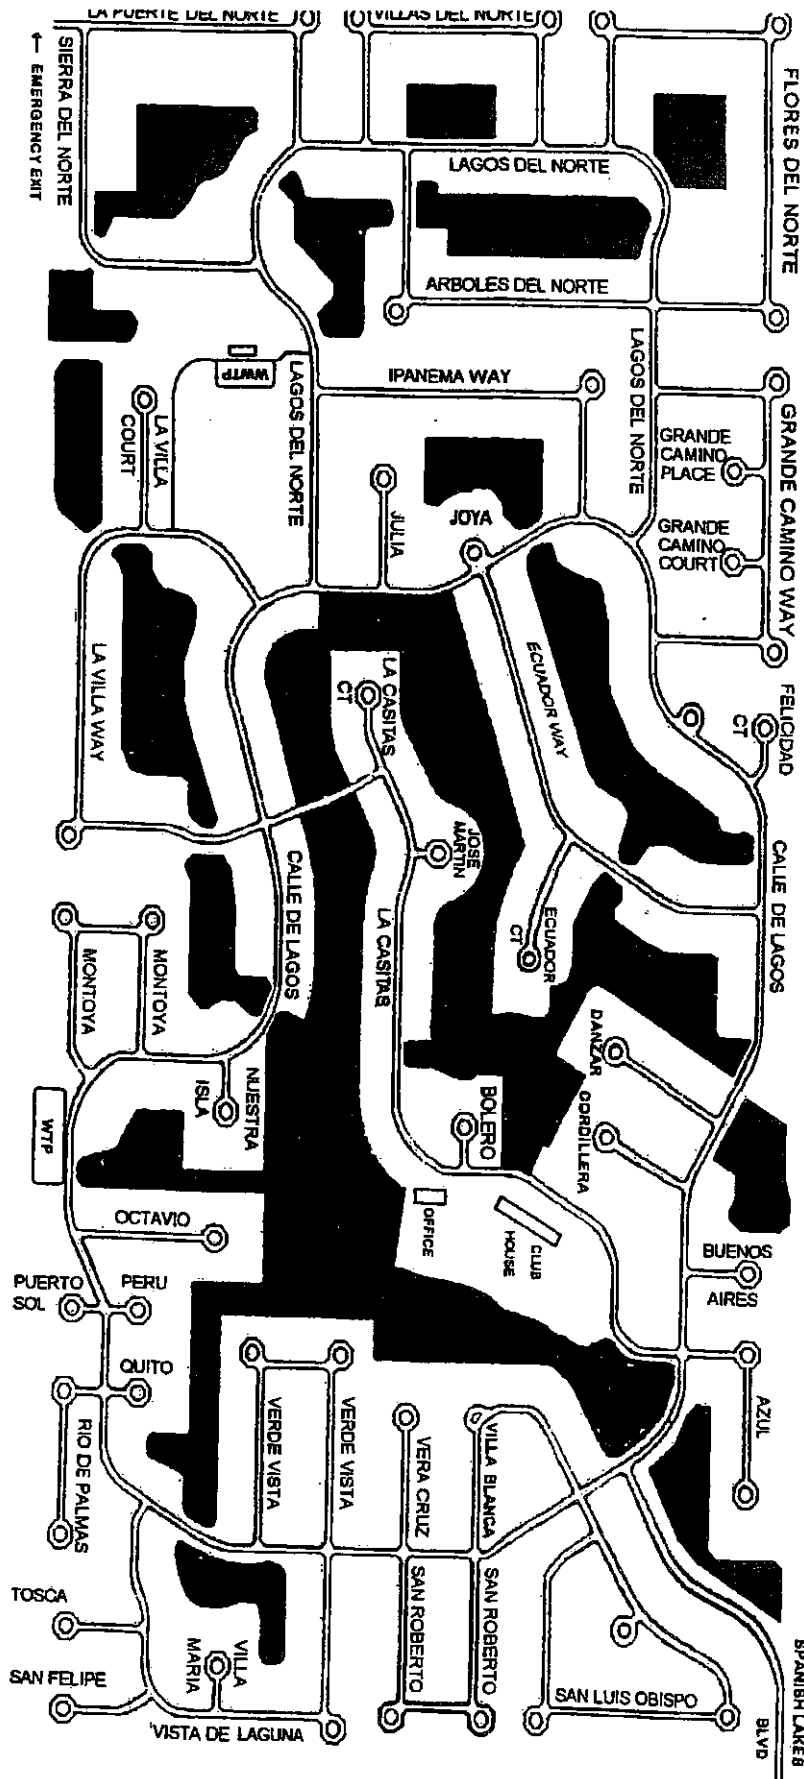 LA PUERTE DEL NORTE
VILLAS DEL NORTE
FLORES DEL NORTE
SIERRA DEL NORTE
← EMERGENCY EXIT
LAGOS DEL NORTE
ARBOLES DEL NORTE
WWTP
LAGOS DEL NORTE
IPANEMA WAY
LAGOS DEL NORTE
GRANDE CAMINO WAY
GRANDE
CAMINO
PLACE
LA VILLA
COURT
JULIA
JOYA
GRANDE
CAMINO
COURT
LA VILLA WAY
LA CASITAS
CT
ECUADOR WAY
FELICIDAD
CT
JOSE
MARTIN
CALLE DE LAGOS
CALLE DE LAGOS
LA CASITAS
ECUADOR
CT
MONTOYA
MONTOYA
DANZAR
NUESTRA
ISLA
BOLERO
CORDILLERA
WTP
OCTAVIO
OFFICE
CLUB
HOUSE
BUENOS
AIRES
PUERTO
SOL
PERU
QUITO
RIO DE PALMAS
VERDE VISTA
VERDE VISTA
VERA CRUZ
VILLA BLANCA
AZUL
TOSCA
SAN FELIPE
VILLA
MARIA
SAN ROBERTO
SAN ROBERTO
SAN LUIS OBISPO
VISTA DE LAGUNA
SPANISH LAKES
BLVD